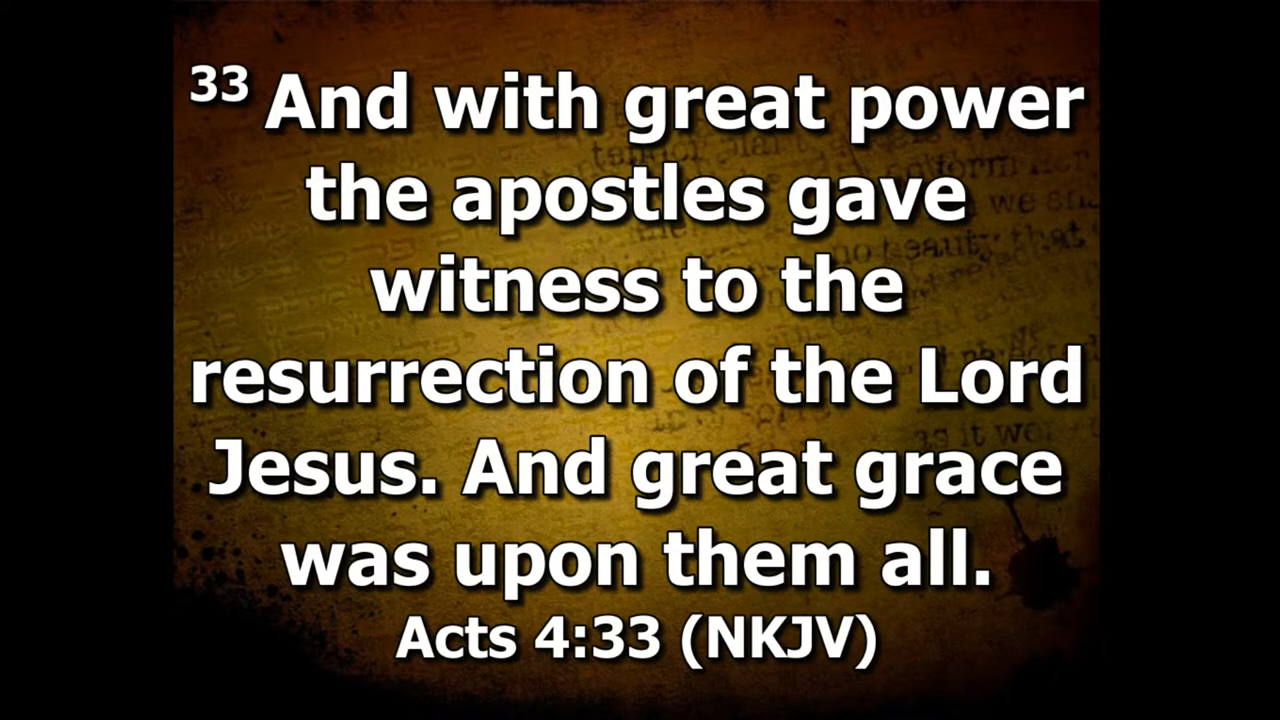 33 And with great power
the apostles gave
witness to the
resurrection of the Lord
Jesus. And great grace
was upon them all.
Acts 4:33 (NKJV)